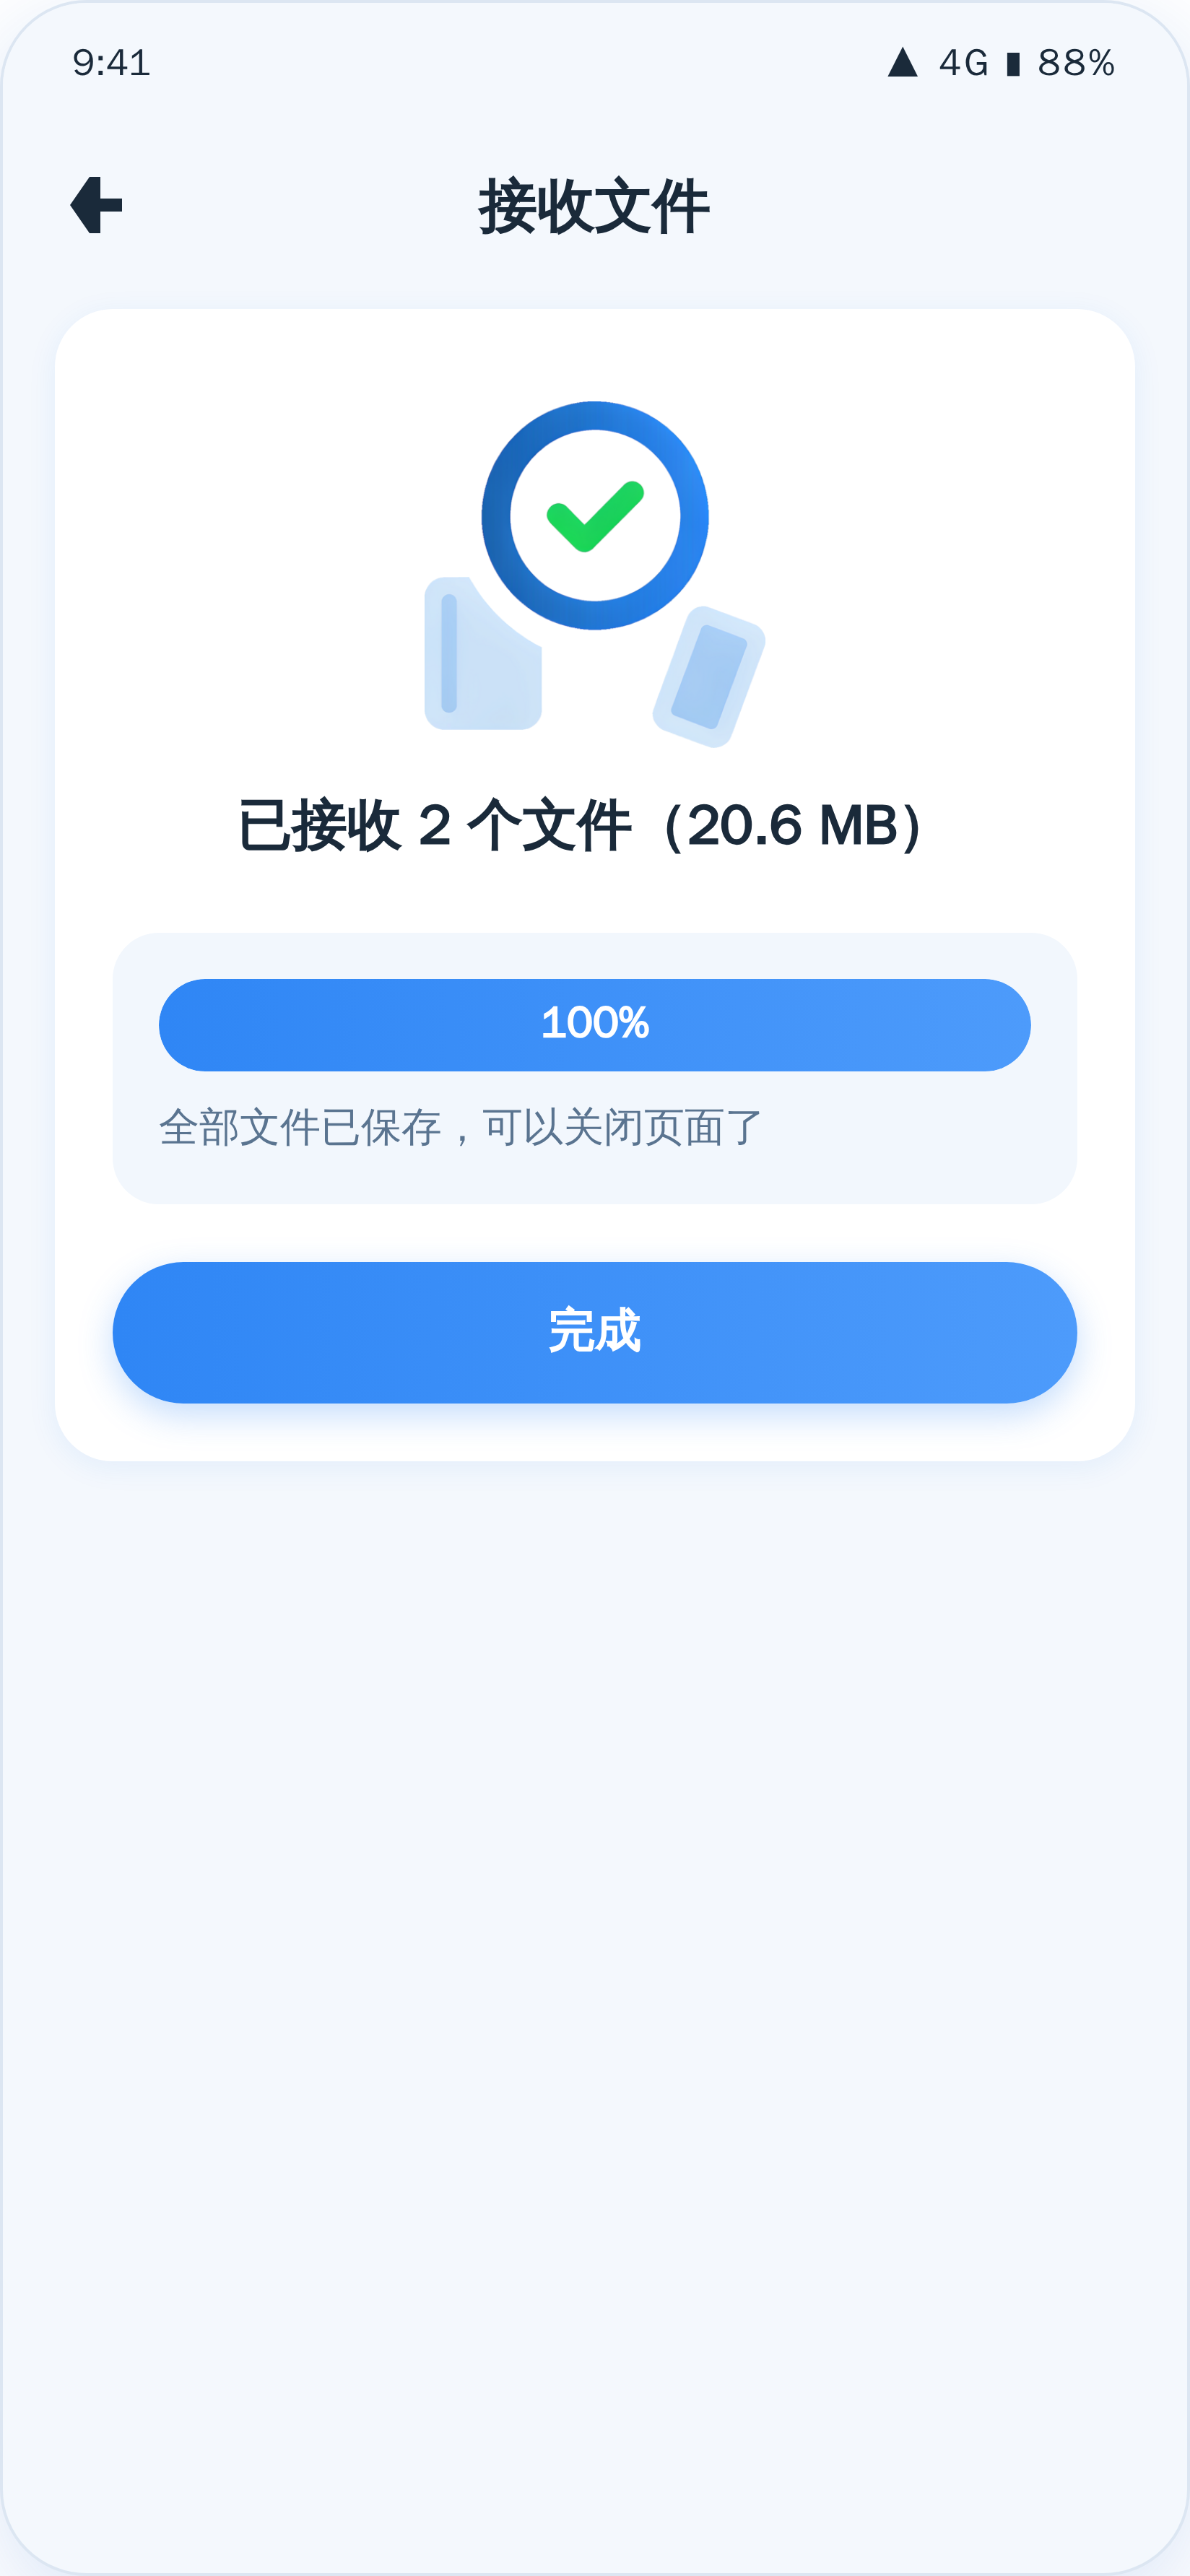 9:41
▲ 4G ▮ 88%
接收文件
已接收 2 个文件（20.6 MB）
100%
全部文件已保存，可以关闭页面了
完成